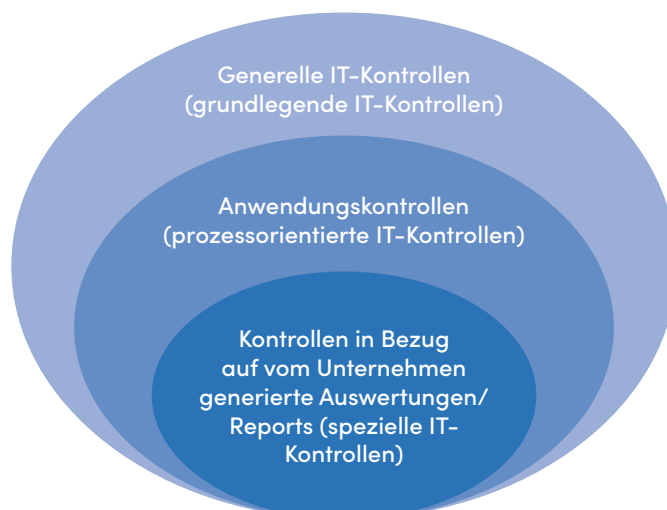 Generelle IT-Kontrollen
(grundlegende IT-Kontrollen)
Anwendungskontrollen
(prozessorientierte IT-Kontrollen)
Kontrollen in Bezug
auf vom Unternehmen
generierte Auswertungen/
Reports (spezielle IT-
Kontrollen)